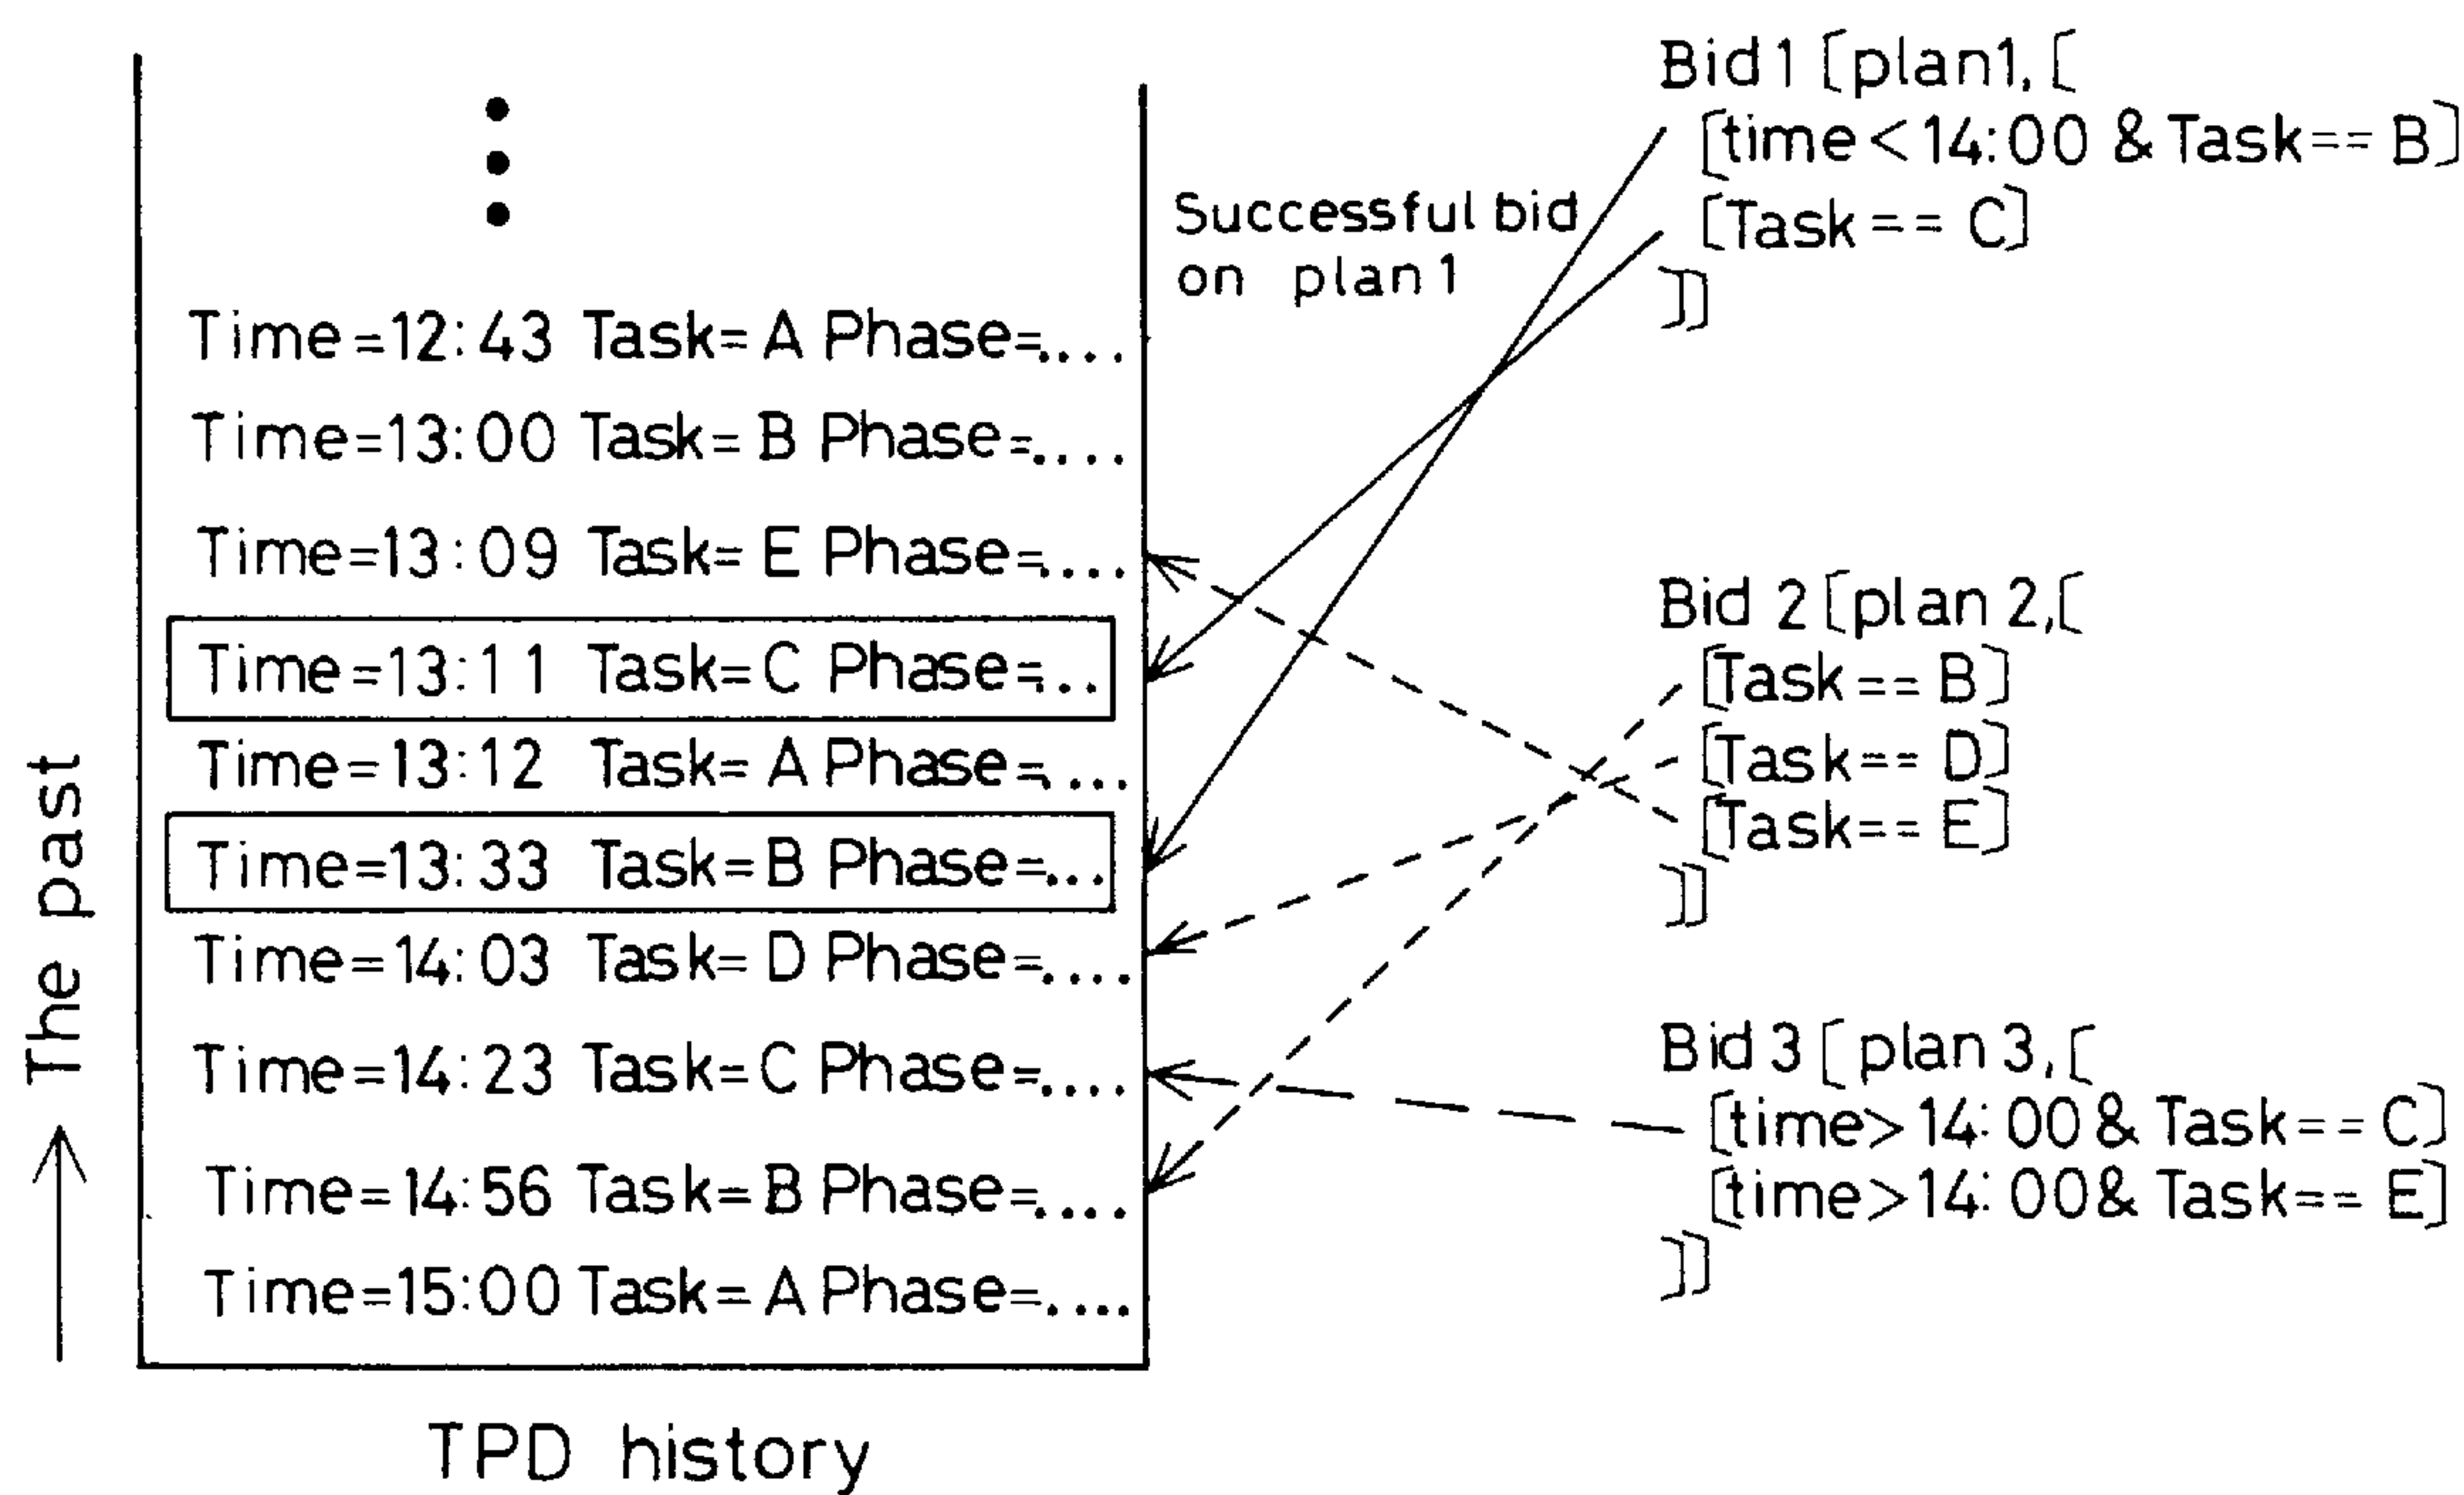 Bid 1 [plan1, [
[time < 14:00 & Task == B]
[Task == C]
]]
Successful bid
on plan 1
Time=12:43 Task=A Phase=....
Time=13:00 Task=B Phase=....
Time=13:09 Task=E Phase=....
Time=13:11 Task=C Phase=...
Time=13:12 Task=A Phase=....
Time=13:33 Task=B Phase=...
Time=14:03 Task=D Phase=....
Time=14:23 Task=C Phase=....
Time=14:56 Task=B Phase=....
Time=15:00 Task=A Phase=....
The past
TPD history
Bid 2 [plan 2, [
[Task == B]
[Task == D]
[Task == E]
]]
Bid 3 [plan 3, [
[time > 14:00 & Task == C]
[time > 14:00 & Task == E]
]]